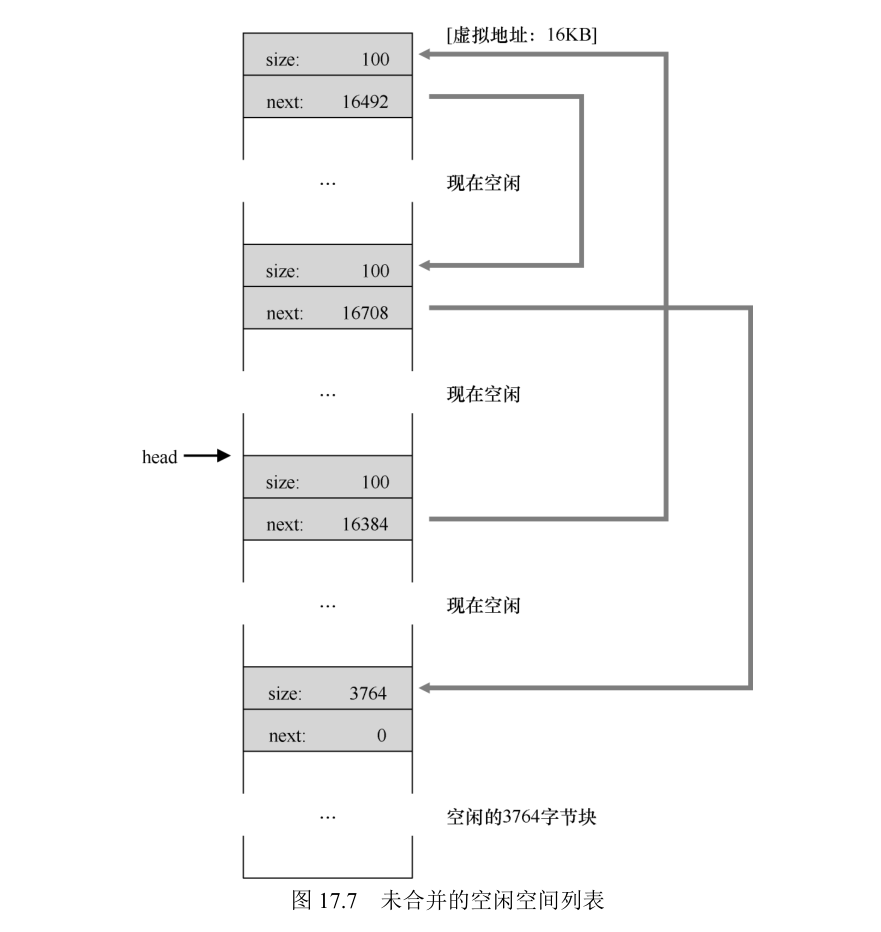 [虚拟地址：16KB]
size: 100
next: 16492
... 现在空闲
size: 100
next: 16708
... 现在空闲
head
size: 100
next: 16384
... 现在空闲
size: 3764
next: 0
... 空闲的3764字节块
图 17.7 未合并的空闲空间列表